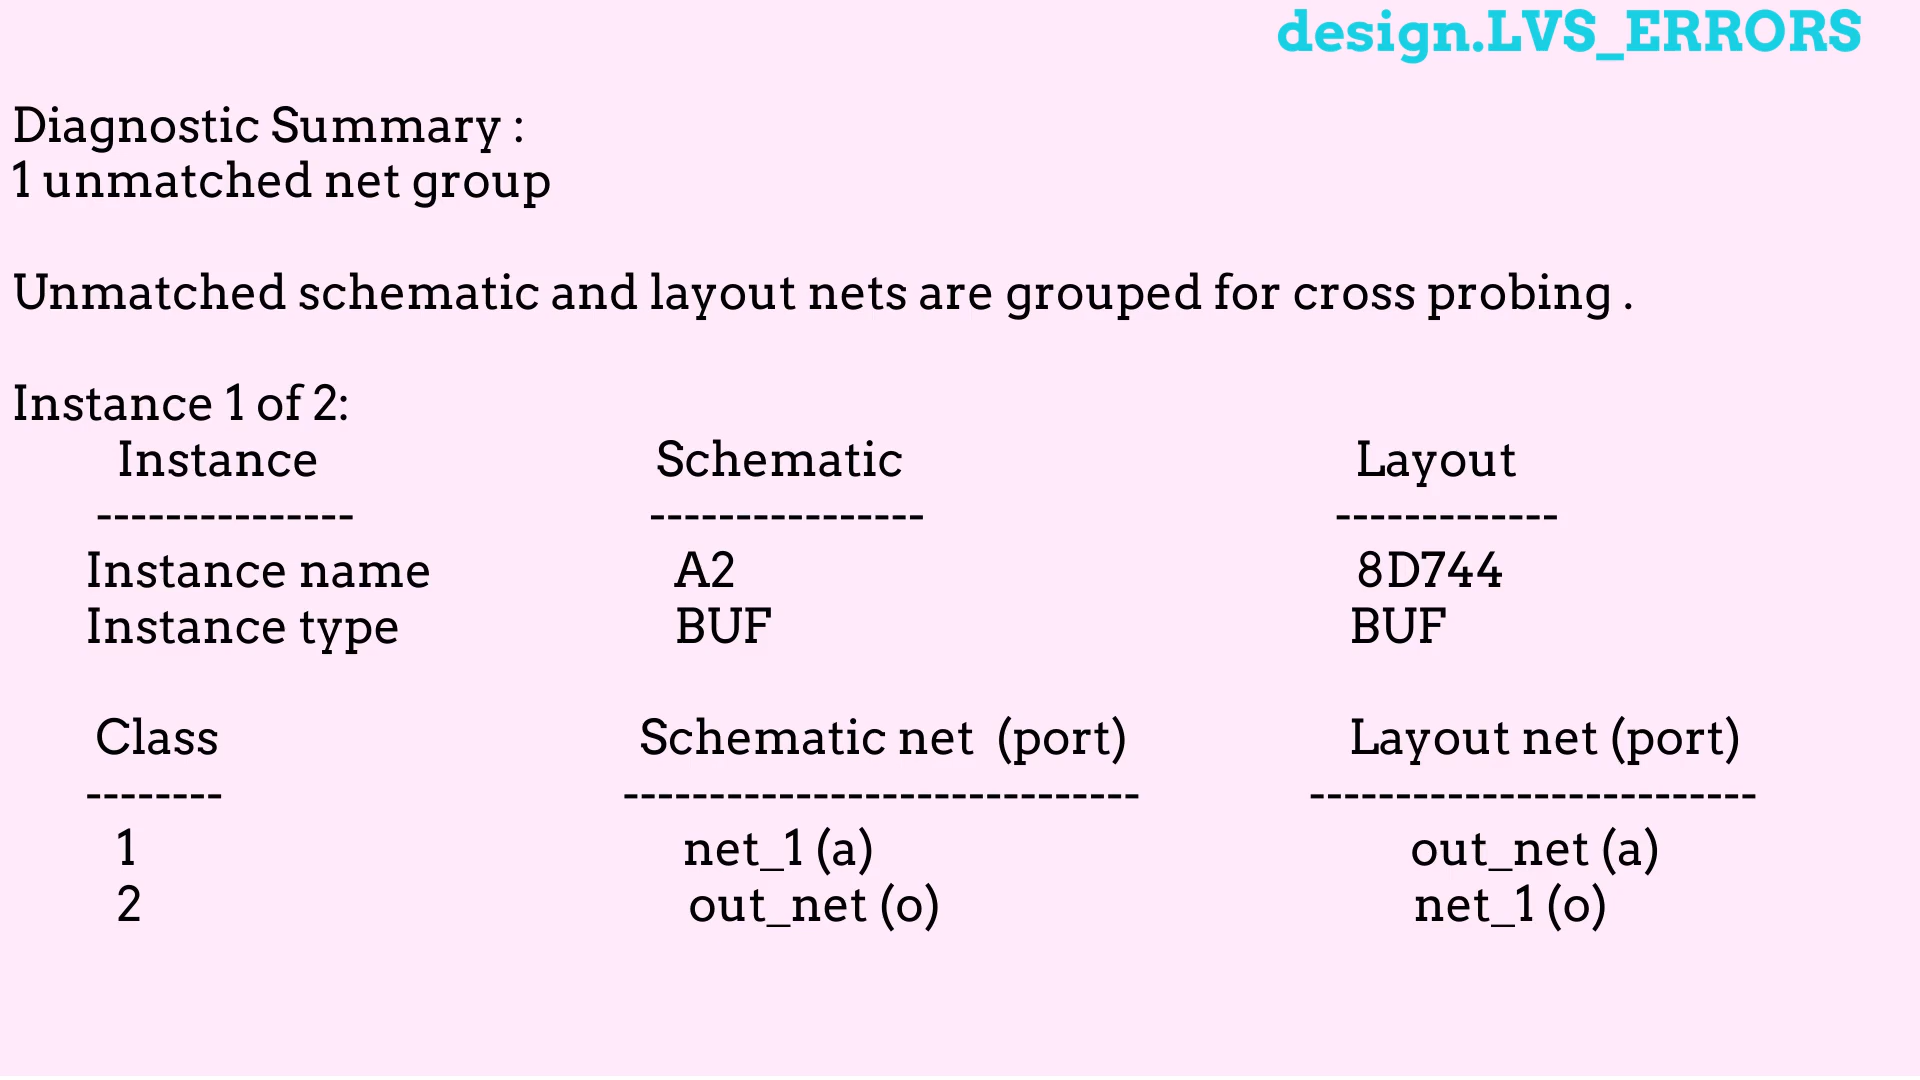 design.LVS_ERRORS
Diagnostic Summary :
1 unmatched net group
Unmatched schematic and layout nets are grouped for cross probing .
Instance 1 of 2:
Instance Schematic Layout
--------------- ---------------- -------------
Instance name A2 8D744
Instance type BUF BUF
Class Schematic net (port) Layout net (port)
-------- ------------------------------ --------------------------
1 net_1 (a) out_net (a)
2 out_net (o) net_1 (o)